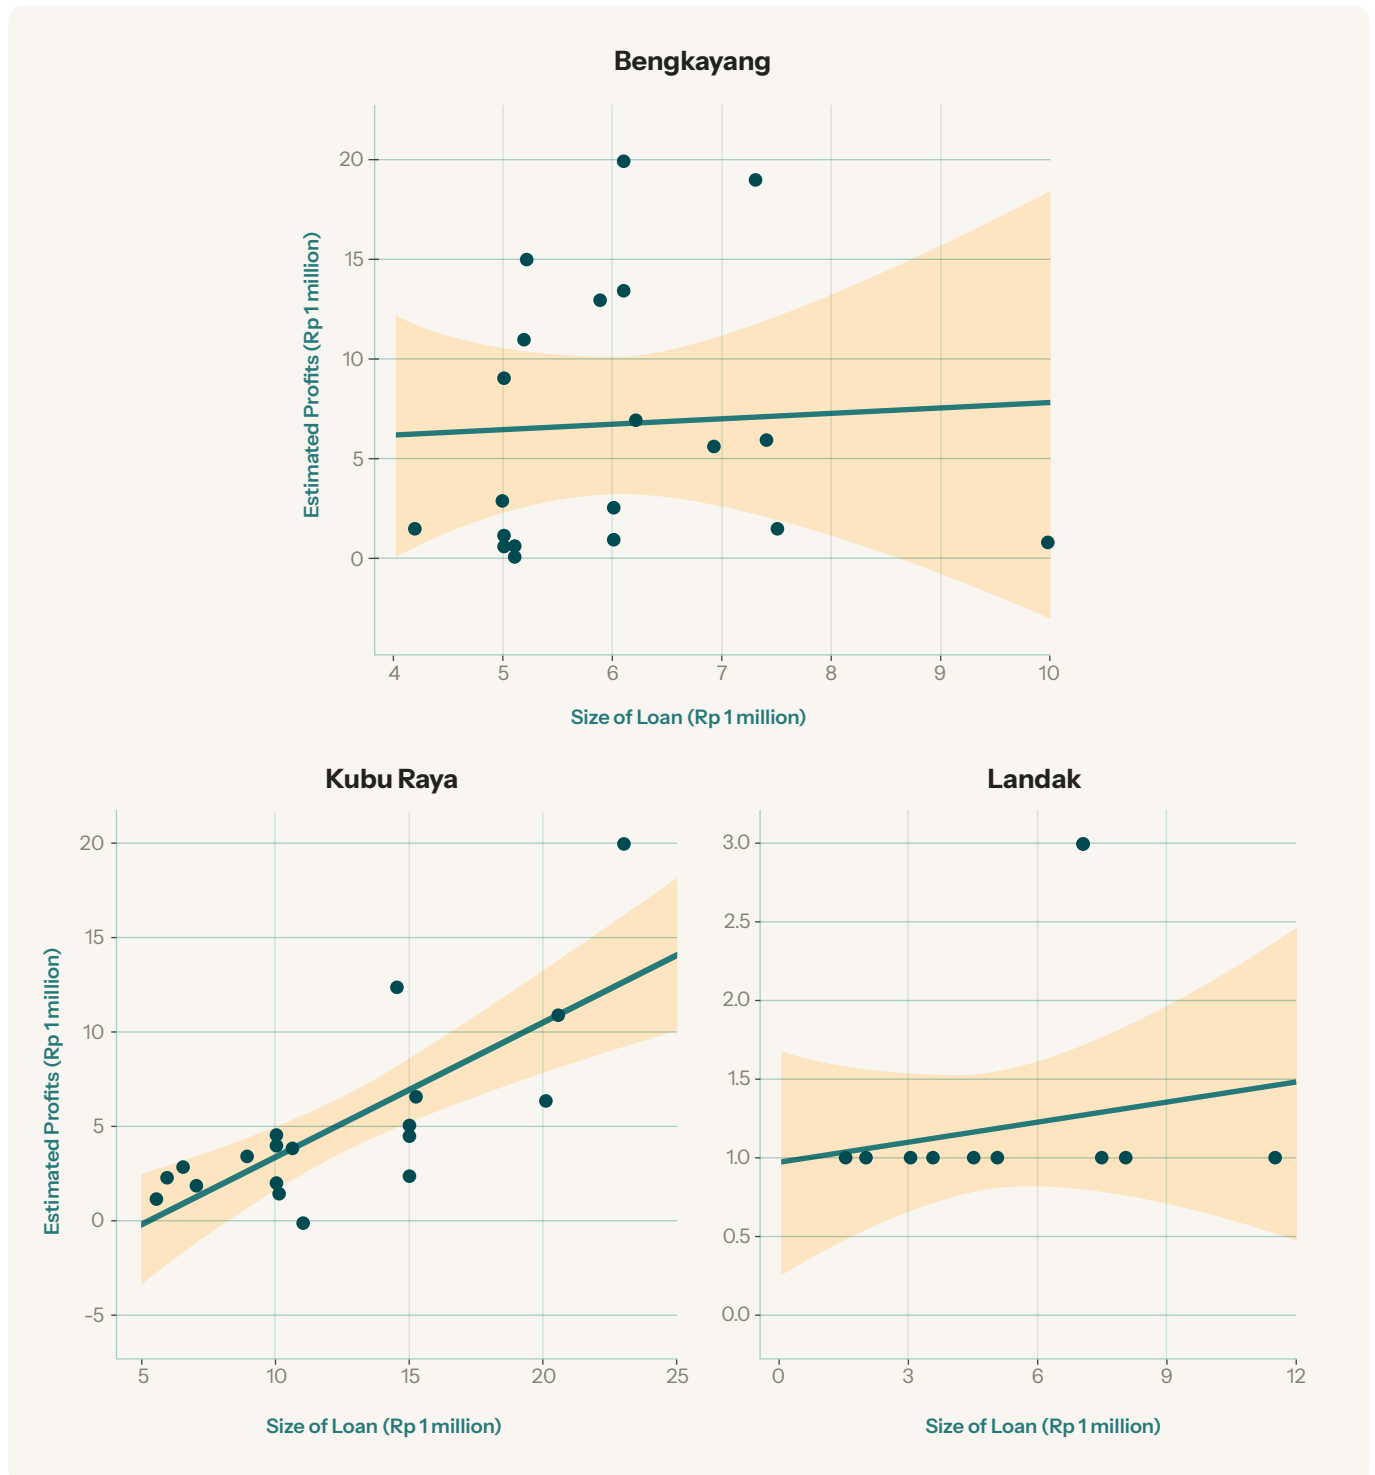 Bengkayang
20
15
10
5
0
Estimated Profits (Rp 1 million)
4 5 6 7 8 9 10
Size of Loan (Rp 1 million)
Kubu Raya
20
15
10
5
0
-5
Estimated Profits (Rp 1 million)
5 10 15 20 25
Size of Loan (Rp 1 million)
Landak
3.0
2.5
2.0
1.5
1.0
0.5
0.0
0 3 6 9 12
Size of Loan (Rp 1 million)